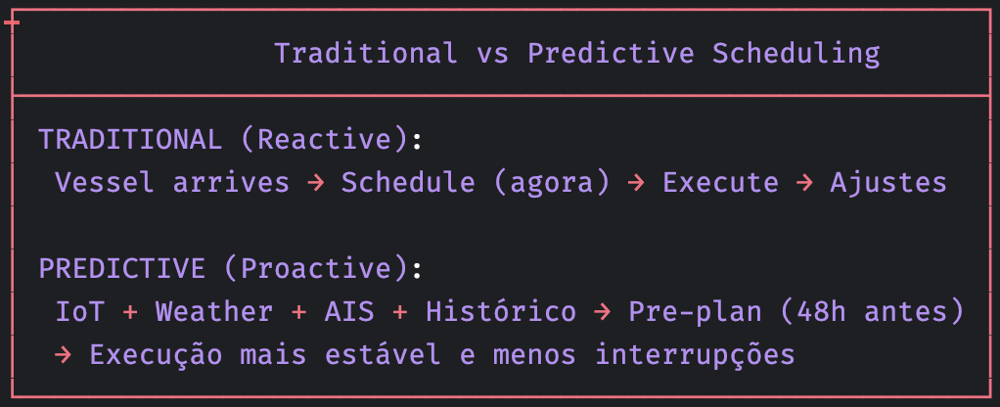 Traditional vs Predictive Scheduling
TRADITIONAL (Reactive):
Vessel arrives → Schedule (agora) → Execute → Ajustes
PREDICTIVE (Proactive):
IoT + Weather + AIS + Histórico → Pre-plan (48h antes)
→ Execução mais estável e menos interrupções